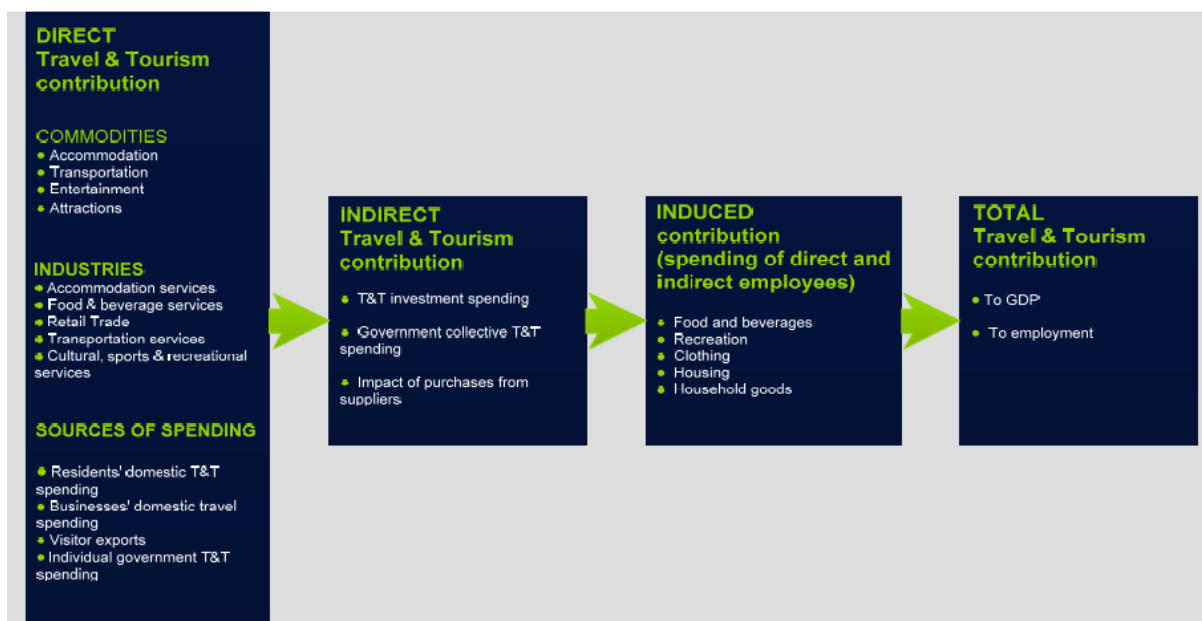 DIRECT
Travel & Tourism
contribution
COMMODITIES
• Accommodation
• Transportation
• Entertainment
• Attractions
INDUSTRIES
• Accommodation services
• Food & beverage services
• Retail Trade
• Transportation services
• Cultural, sports & recreational
services
SOURCES OF SPENDING
• Residents' domestic T&T
spending
• Businesses' domestic travel
spending
• Visitor exports
• Individual government T&T
spending
INDIRECT
Travel & Tourism
contribution
• T&T investment spending
• Government collective T&T
spending
• Impact of purchases from
suppliers
INDUCED
contribution
(spending of direct and
indirect employees)
• Food and beverages
• Recreation
• Clothing
• Housing
• Household goods
TOTAL
Travel & Tourism
contribution
• To GDP
• To employment